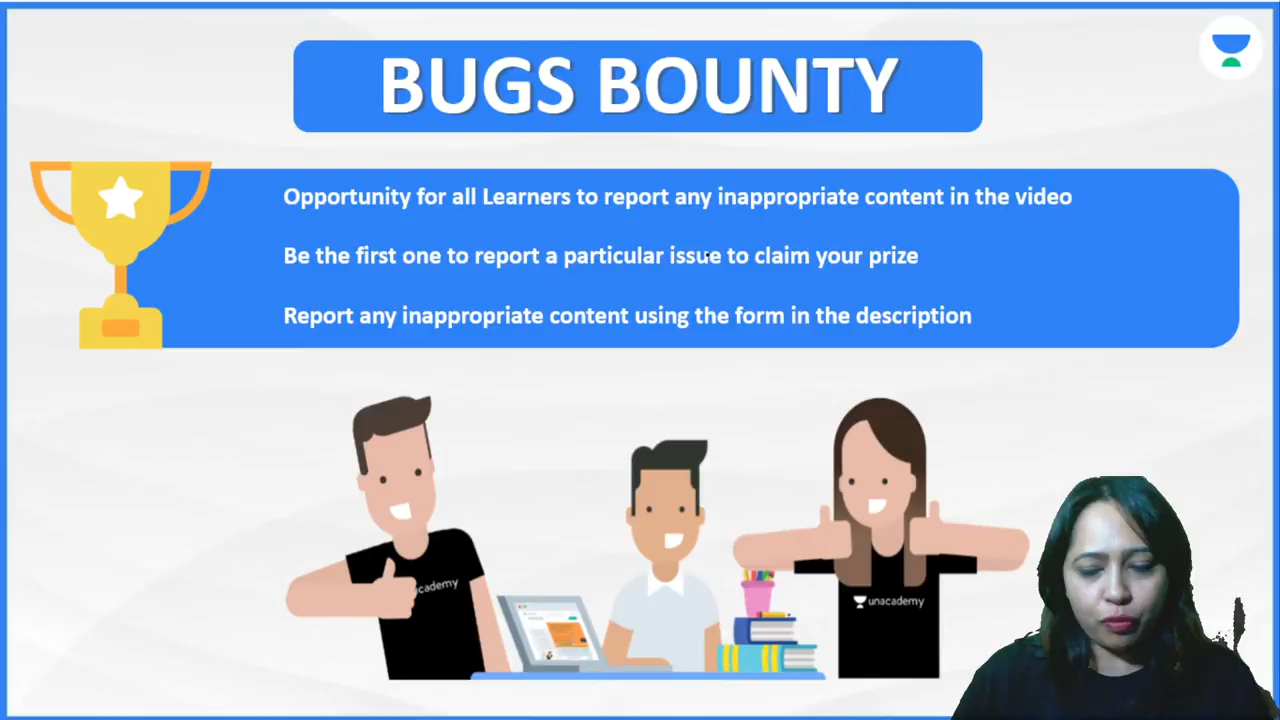 BUGS BOUNTY
Opportunity for all Learners to report any inappropriate content in the video
Be the first one to report a particular issue to claim your prize
Report any inappropriate content using the form in the description
unacademy